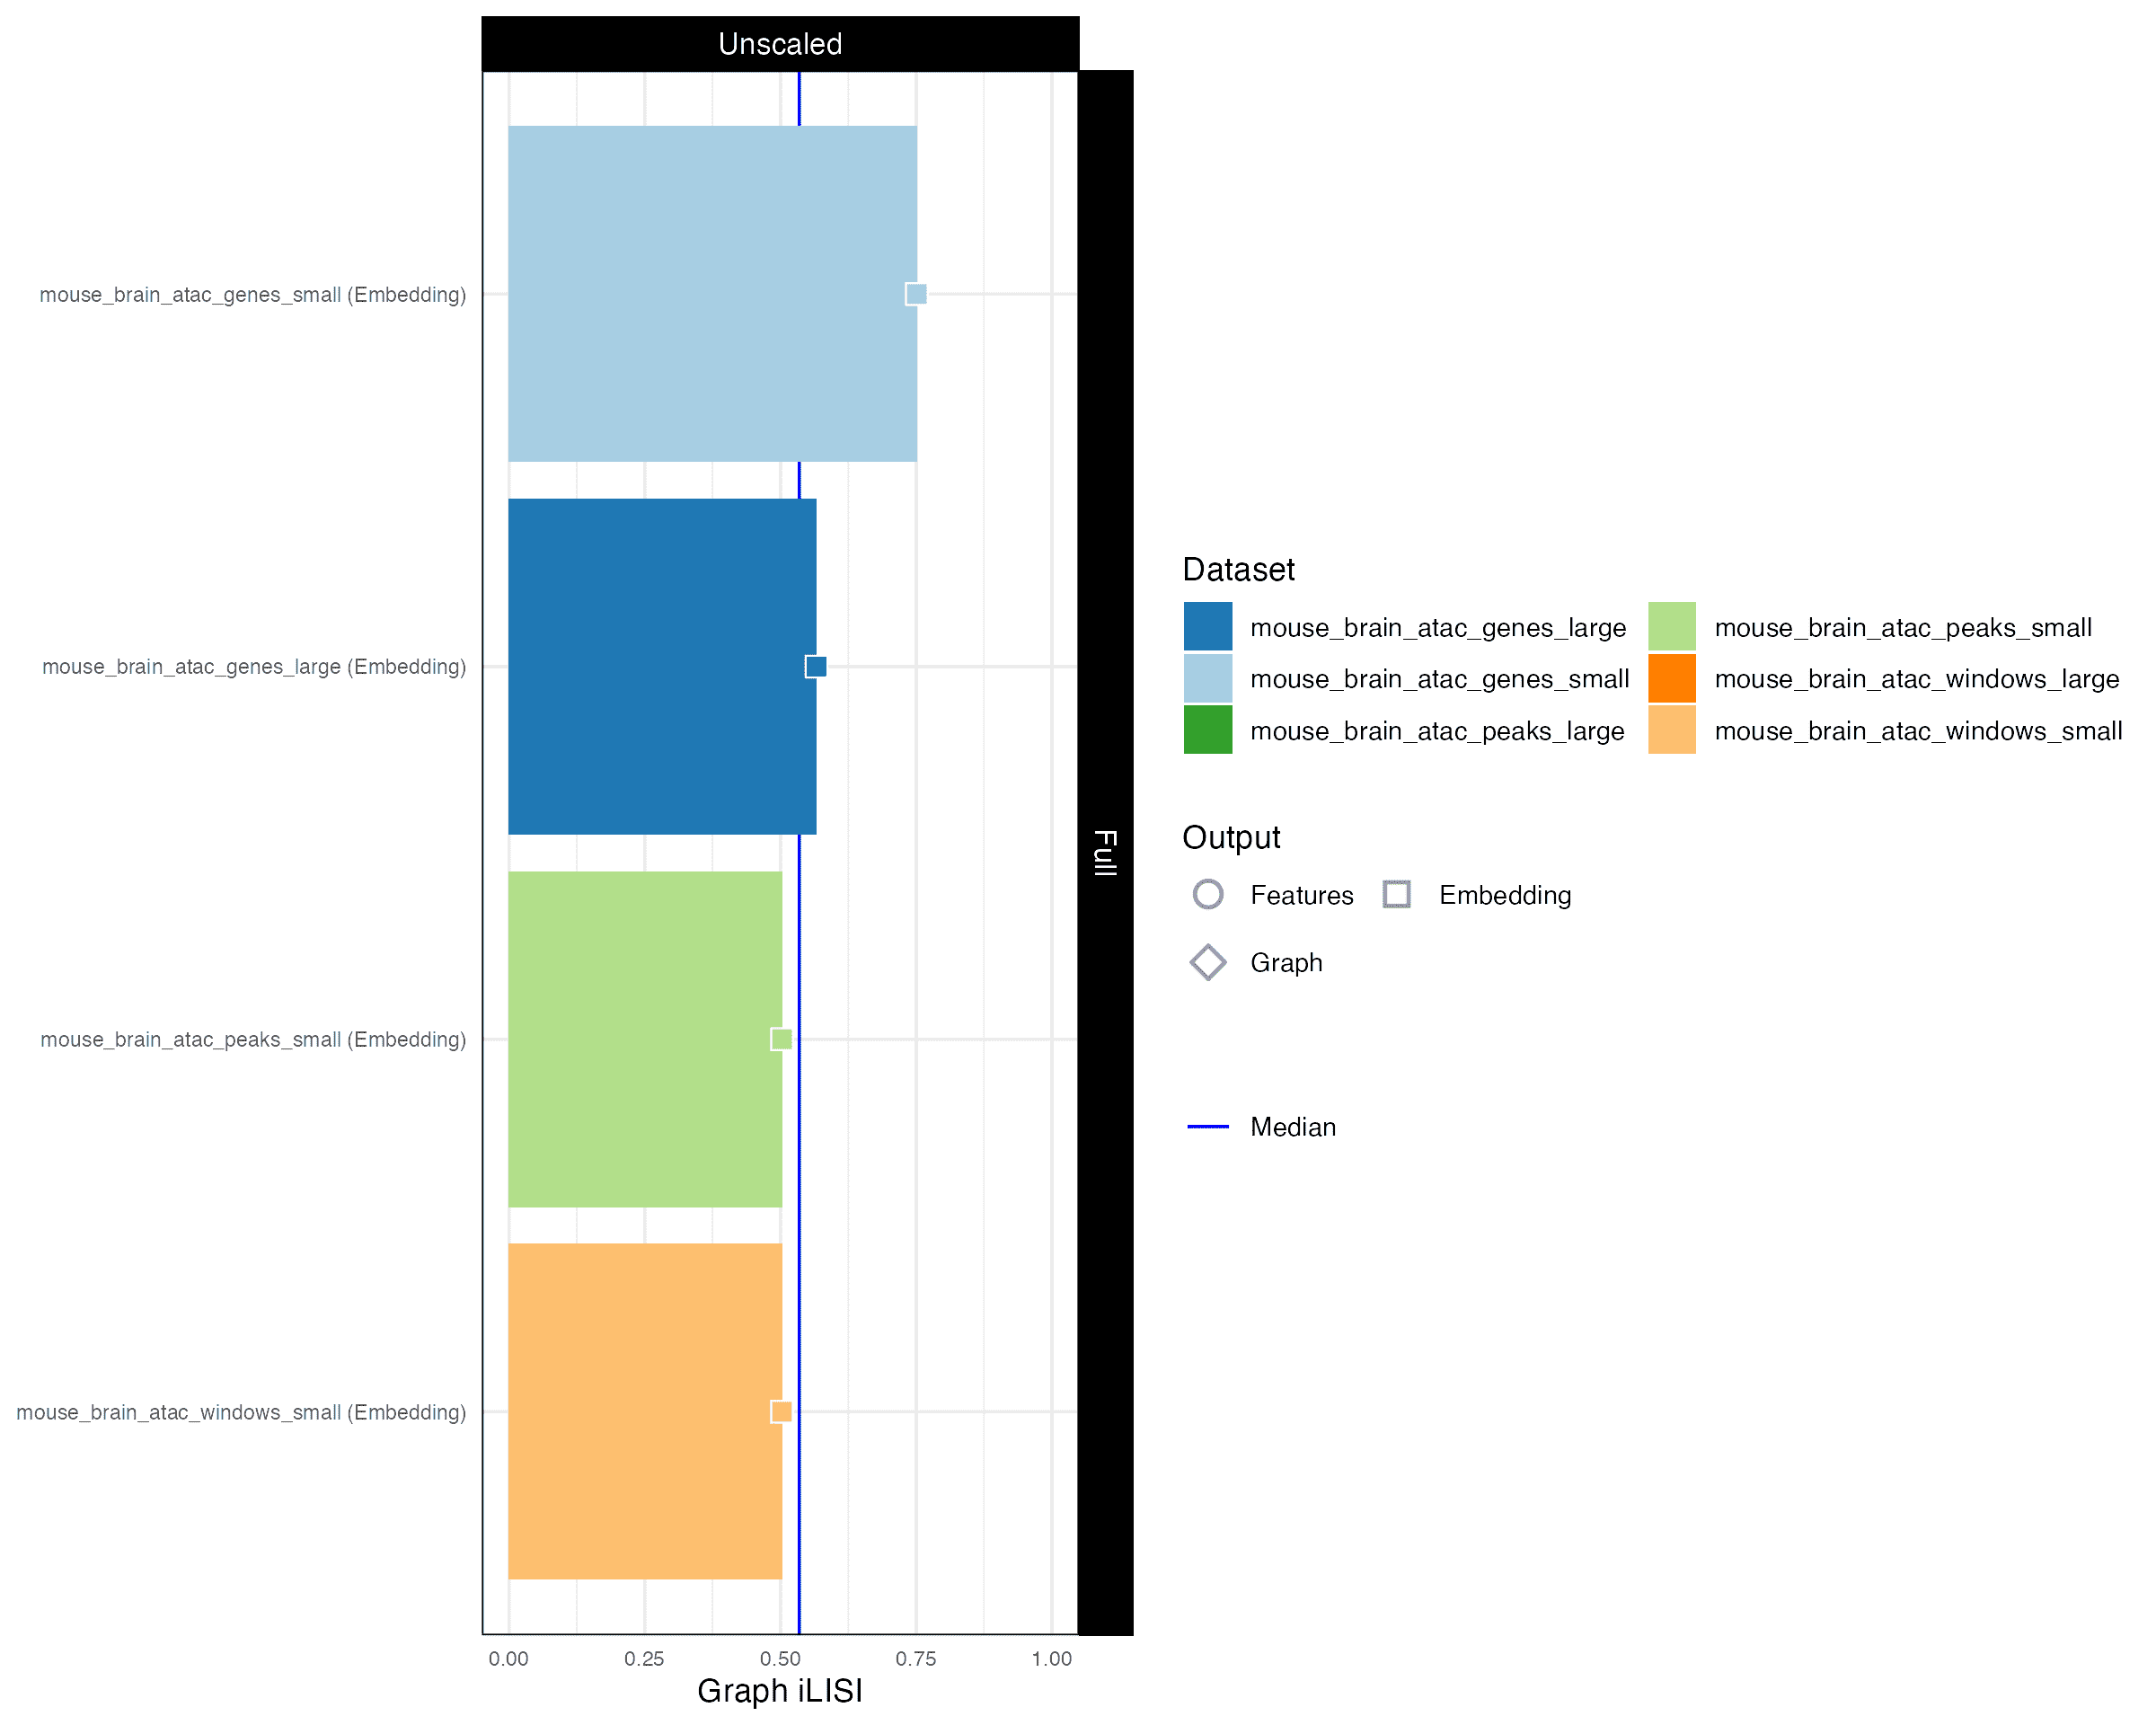 Unscaled
mouse_brain_atac_genes_small (Embedding)
mouse_brain_atac_genes_large (Embedding)
mouse_brain_atac_peaks_small (Embedding)
mouse_brain_atac_windows_small (Embedding)
0.00 0.25 0.50 0.75 1.00
Graph iLISI
Full
Dataset
mouse_brain_atac_genes_large mouse_brain_atac_peaks_small
mouse_brain_atac_genes_small mouse_brain_atac_windows_large
mouse_brain_atac_peaks_large mouse_brain_atac_windows_small
Output
Features Embedding
Graph
Median